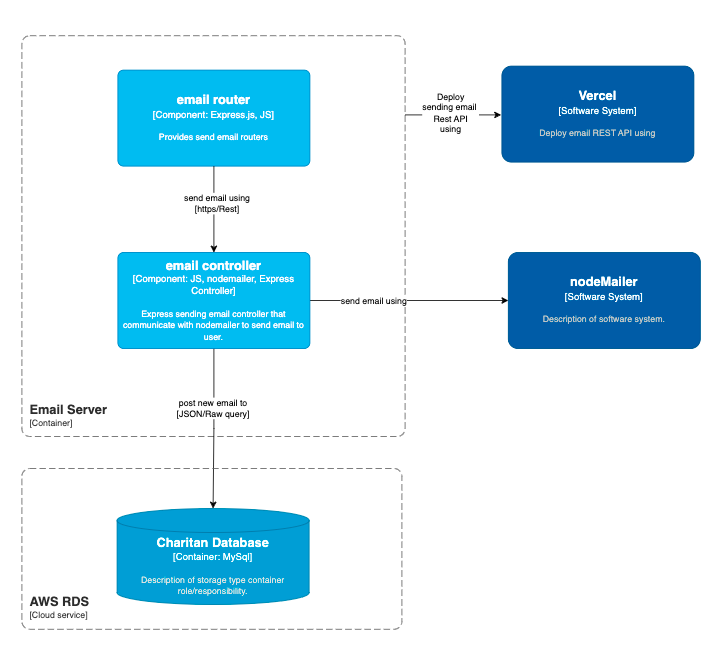 email router
[Component: Express.js, JS]
Provides send email routers
Deploy
sending email
Rest API
using
Vercel
[Software System]
Deploy email REST API using
send email using
[https/Rest]
email controller
[Component: JS, nodemailer, Express
Controller]
Express sending email controller that
communicate with nodemailer to send email to
user.
send email using
nodeMailer
[Software System]
Description of software system.
post new email to
[JSON/Raw query]
Email Server
[Container]
Charitan Database
[Container: MySql]
Description of storage type container
role/responsibility.
AWS RDS
[Cloud service]